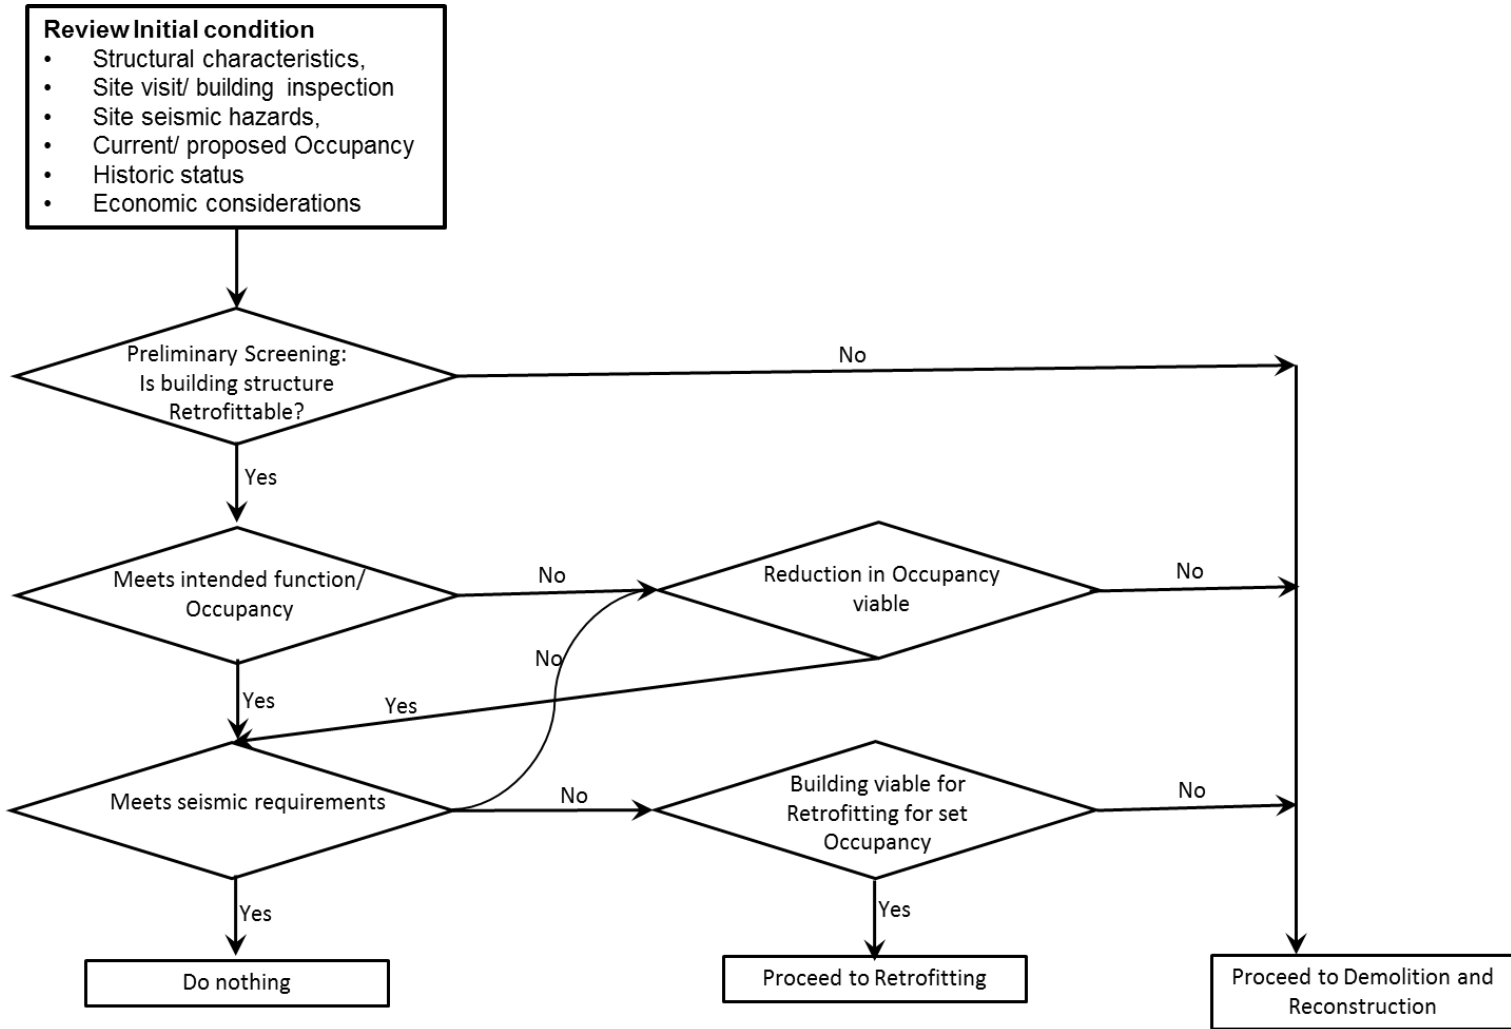 Review Initial condition
• Structural characteristics,
• Site visit/ building inspection
• Site seismic hazards,
• Current/ proposed Occupancy
• Historic status
• Economic considerations
Preliminary Screening:
Is building structure
Retrofittable?
No
Yes
Meets intended function/
Occupancy
No
Reduction in Occupancy
viable
No
No
Yes
Yes
Meets seismic requirements
No
Building viable for
Retrofitting for set
Occupancy
No
Yes
Yes
Do nothing
Proceed to Retrofitting
Proceed to Demolition and
Reconstruction